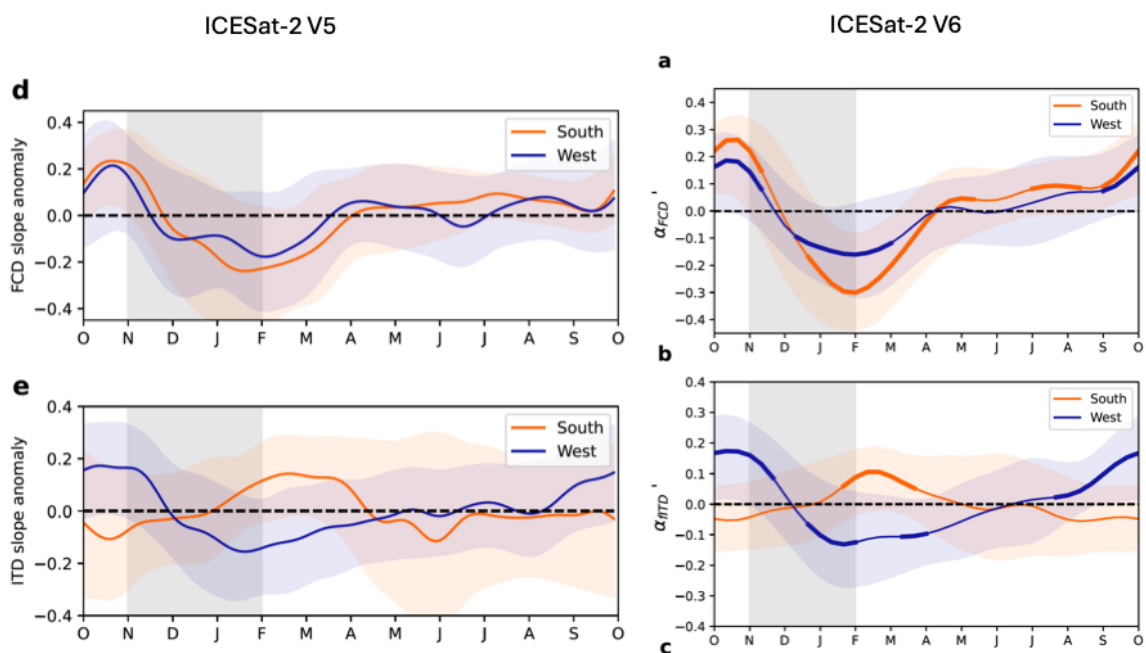 ICESat-2 V5
ICESat-2 V6
d
FCD slope anomaly
0.4
0.2
0.0
−0.2
−0.4
South
West
O N D J F M A M J J A S O
e
ITD slope anomaly
0.4
0.2
0.0
−0.2
−0.4
South
West
O N D J F M A M J J A S O
a
αFCD'
0.4
0.3
0.2
0.1
0.0
−0.1
−0.2
−0.3
−0.4
South
West
O N D J F M A M J J A S O
b
αfITD'
0.4
0.3
0.2
0.1
0.0
−0.1
−0.2
−0.3
−0.4
South
West
O N D J F M A M J J A S O
c